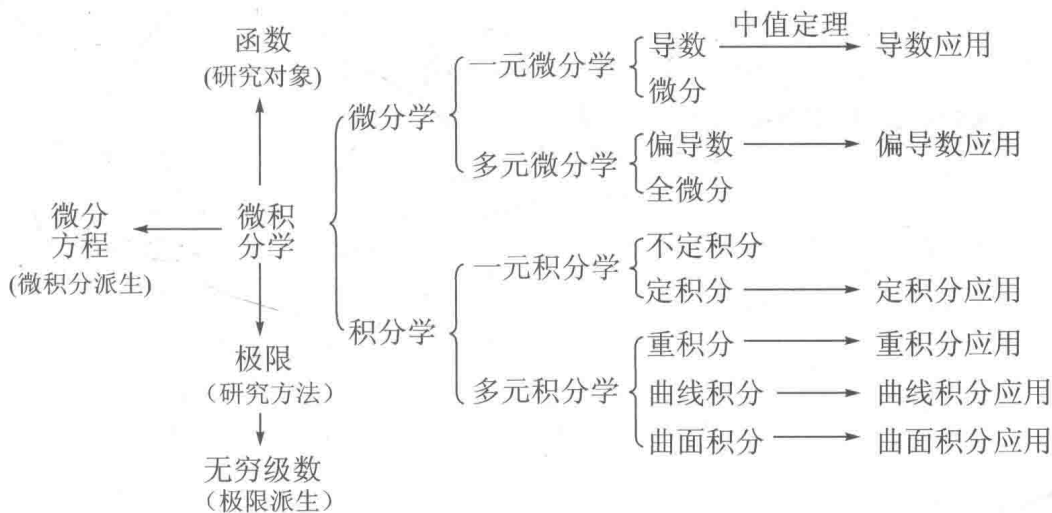 函数
(研究对象)
微积
分学
微分
方程
(微积分派生)
极限
(研究方法)
无穷级数
(极限派生)
微分学
一元微分学
导数
中值定理
导数应用
微分
多元微分学
偏导数
偏导数应用
全微分
积分学
一元积分学
不定积分
定积分
定积分应用
多元积分学
重积分
重积分应用
曲线积分
曲线积分应用
曲面积分
曲面积分应用